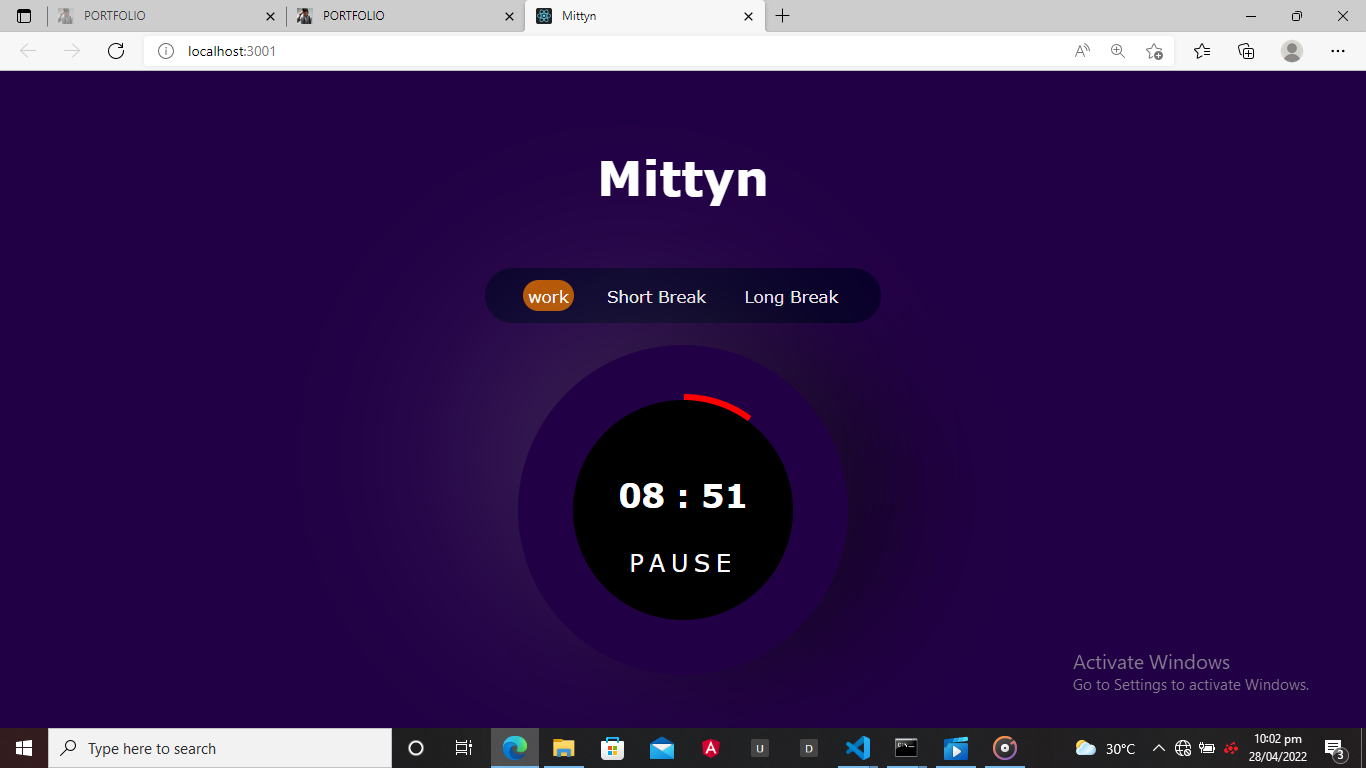 PORTFOLIO
PORTFOLIO
Mittyn
localhost:3001
Mittyn
work Short Break Long Break
08 : 51
PAUSE
Activate Windows
Go to Settings to activate Windows.
Type here to search
U
D
30°C
10:02 pm
28/04/2022
3